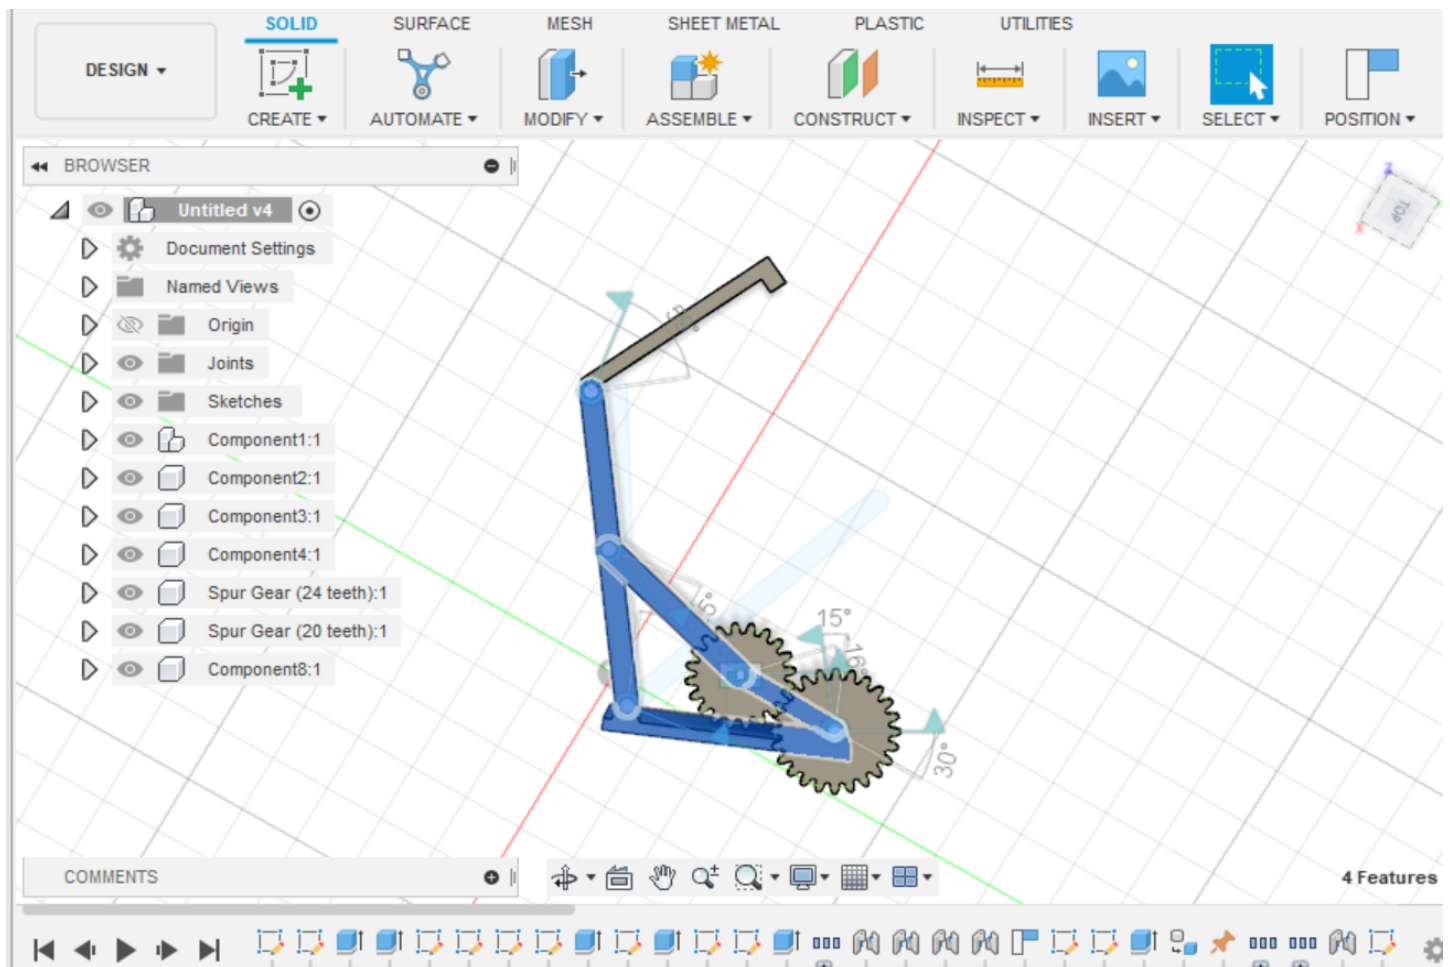 SOLID SURFACE MESH SHEET METAL PLASTIC UTILITIES
DESIGN
CREATE AUTOMATE MODIFY ASSEMBLE CONSTRUCT INSPECT INSERT SELECT POSITION
BROWSER
Untitled v4
Document Settings
Named Views
Origin
Joints
Sketches
Component1:1
Component2:1
Component3:1
Component4:1
Spur Gear (24 teeth):1
Spur Gear (20 teeth):1
Component8:1
TOP
Z
X
15°
16°
30°
COMMENTS
4 Features